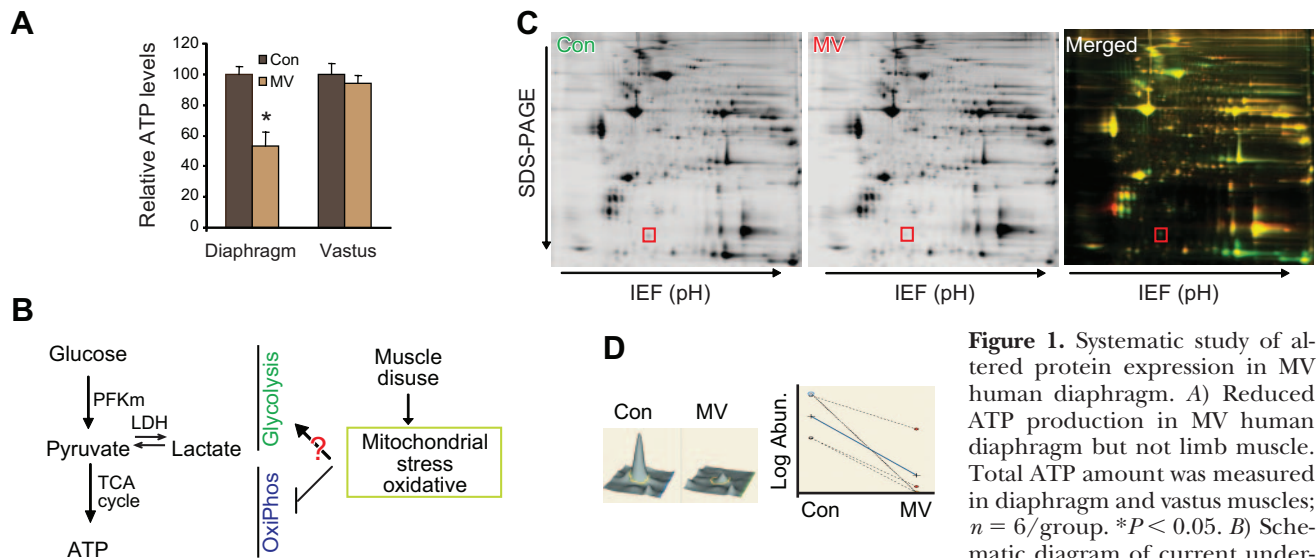 A
120
100
80
60
40
20
0
Relative ATP levels
Con
MV
*
Diaphragm
Vastus
B
Glucose
PFKm
LDH
Pyruvate
Lactate
TCA
cycle
ATP
Glycolysis
OxiPhos
?
Muscle
disuse
Mitochondrial
stress
oxidative
C
SDS-PAGE
Con
MV
Merged
IEF (pH)
IEF (pH)
IEF (pH)
D
Con
MV
Log Abun.
Con
MV
Figure 1. Systematic study of al-
tered protein expression in MV
human diaphragm. A) Reduced
ATP production in MV human
diaphragm but not limb muscle.
Total ATP amount was measured
in diaphragm and vastus muscles;
n = 6/group. *P < 0.05. B) Sche-
matic diagram of current under-